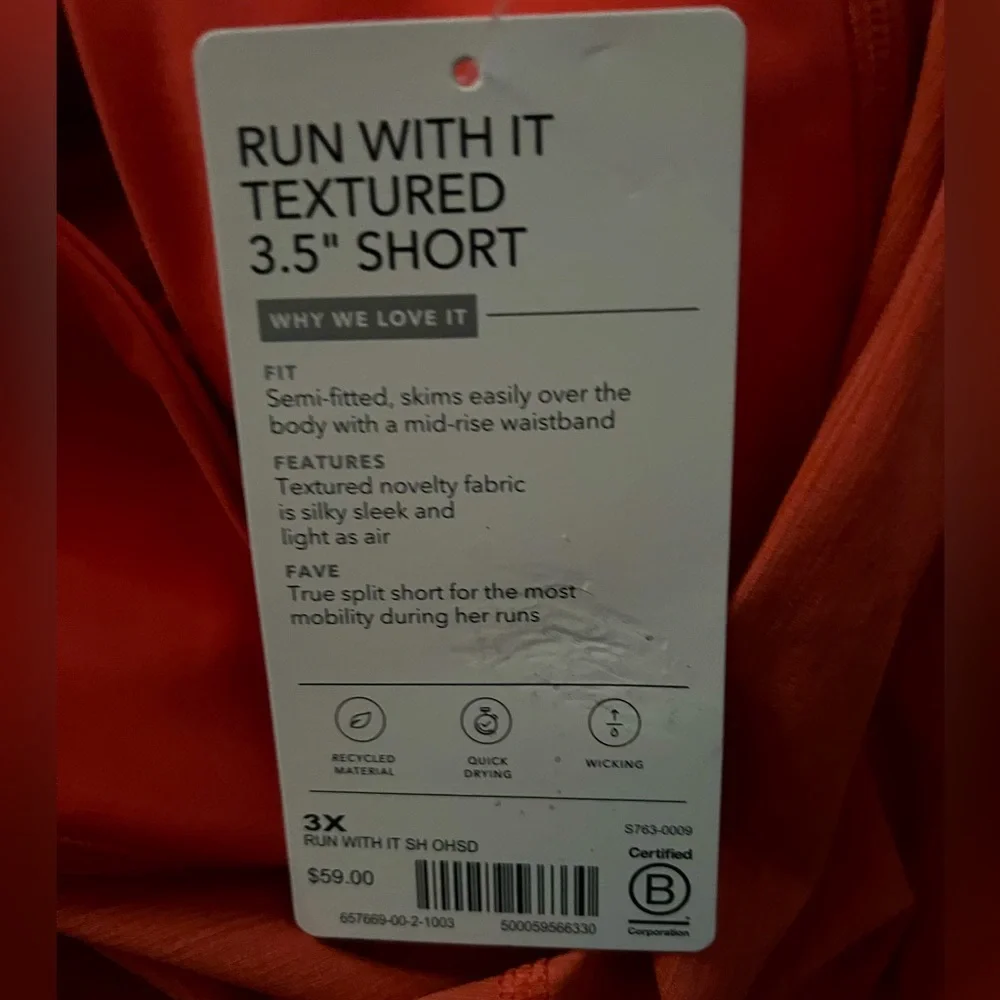 RUN WITH IT
TEXTURED
3.5" SHORT
WHY WE LOVE IT
FIT
Semi-fitted, skims easily over the
body with a mid-rise waistband
FEATURES
Textured novelty fabric
is silky sleek and
light as air
FAVE
True split short for the most
mobility during her runs
RECYCLED
MATERIAL
QUICK
DRYING
WICKING
3X
RUN WITH IT SH OHSD
$59.00
657669-00-2-1003
500059566330
S763-0009
Certified
B
Corporation